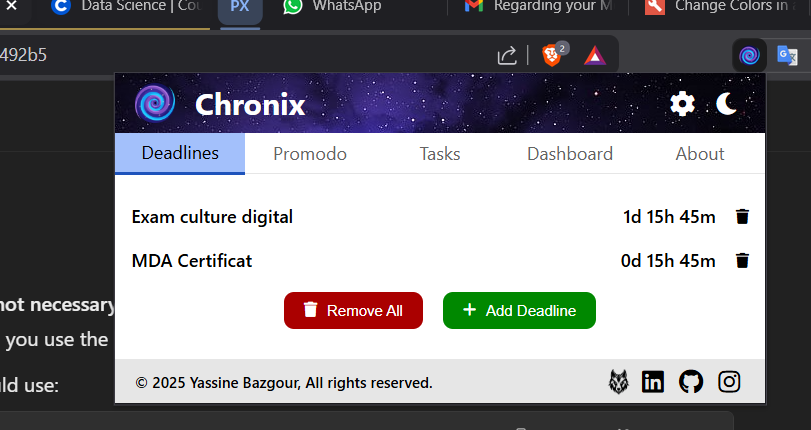 Data Science | Cou
PX
WhatsApp
Regarding your M
Change Colors in a
492b5
2
Chronix
Deadlines
Promodo
Tasks
Dashboard
About
Exam culture digital
1d 15h 45m
MDA Certificat
0d 15h 45m
not necessary
Remove All
Add Deadline
you use the
uld use:
© 2025 Yassine Bazgour, All rights reserved.